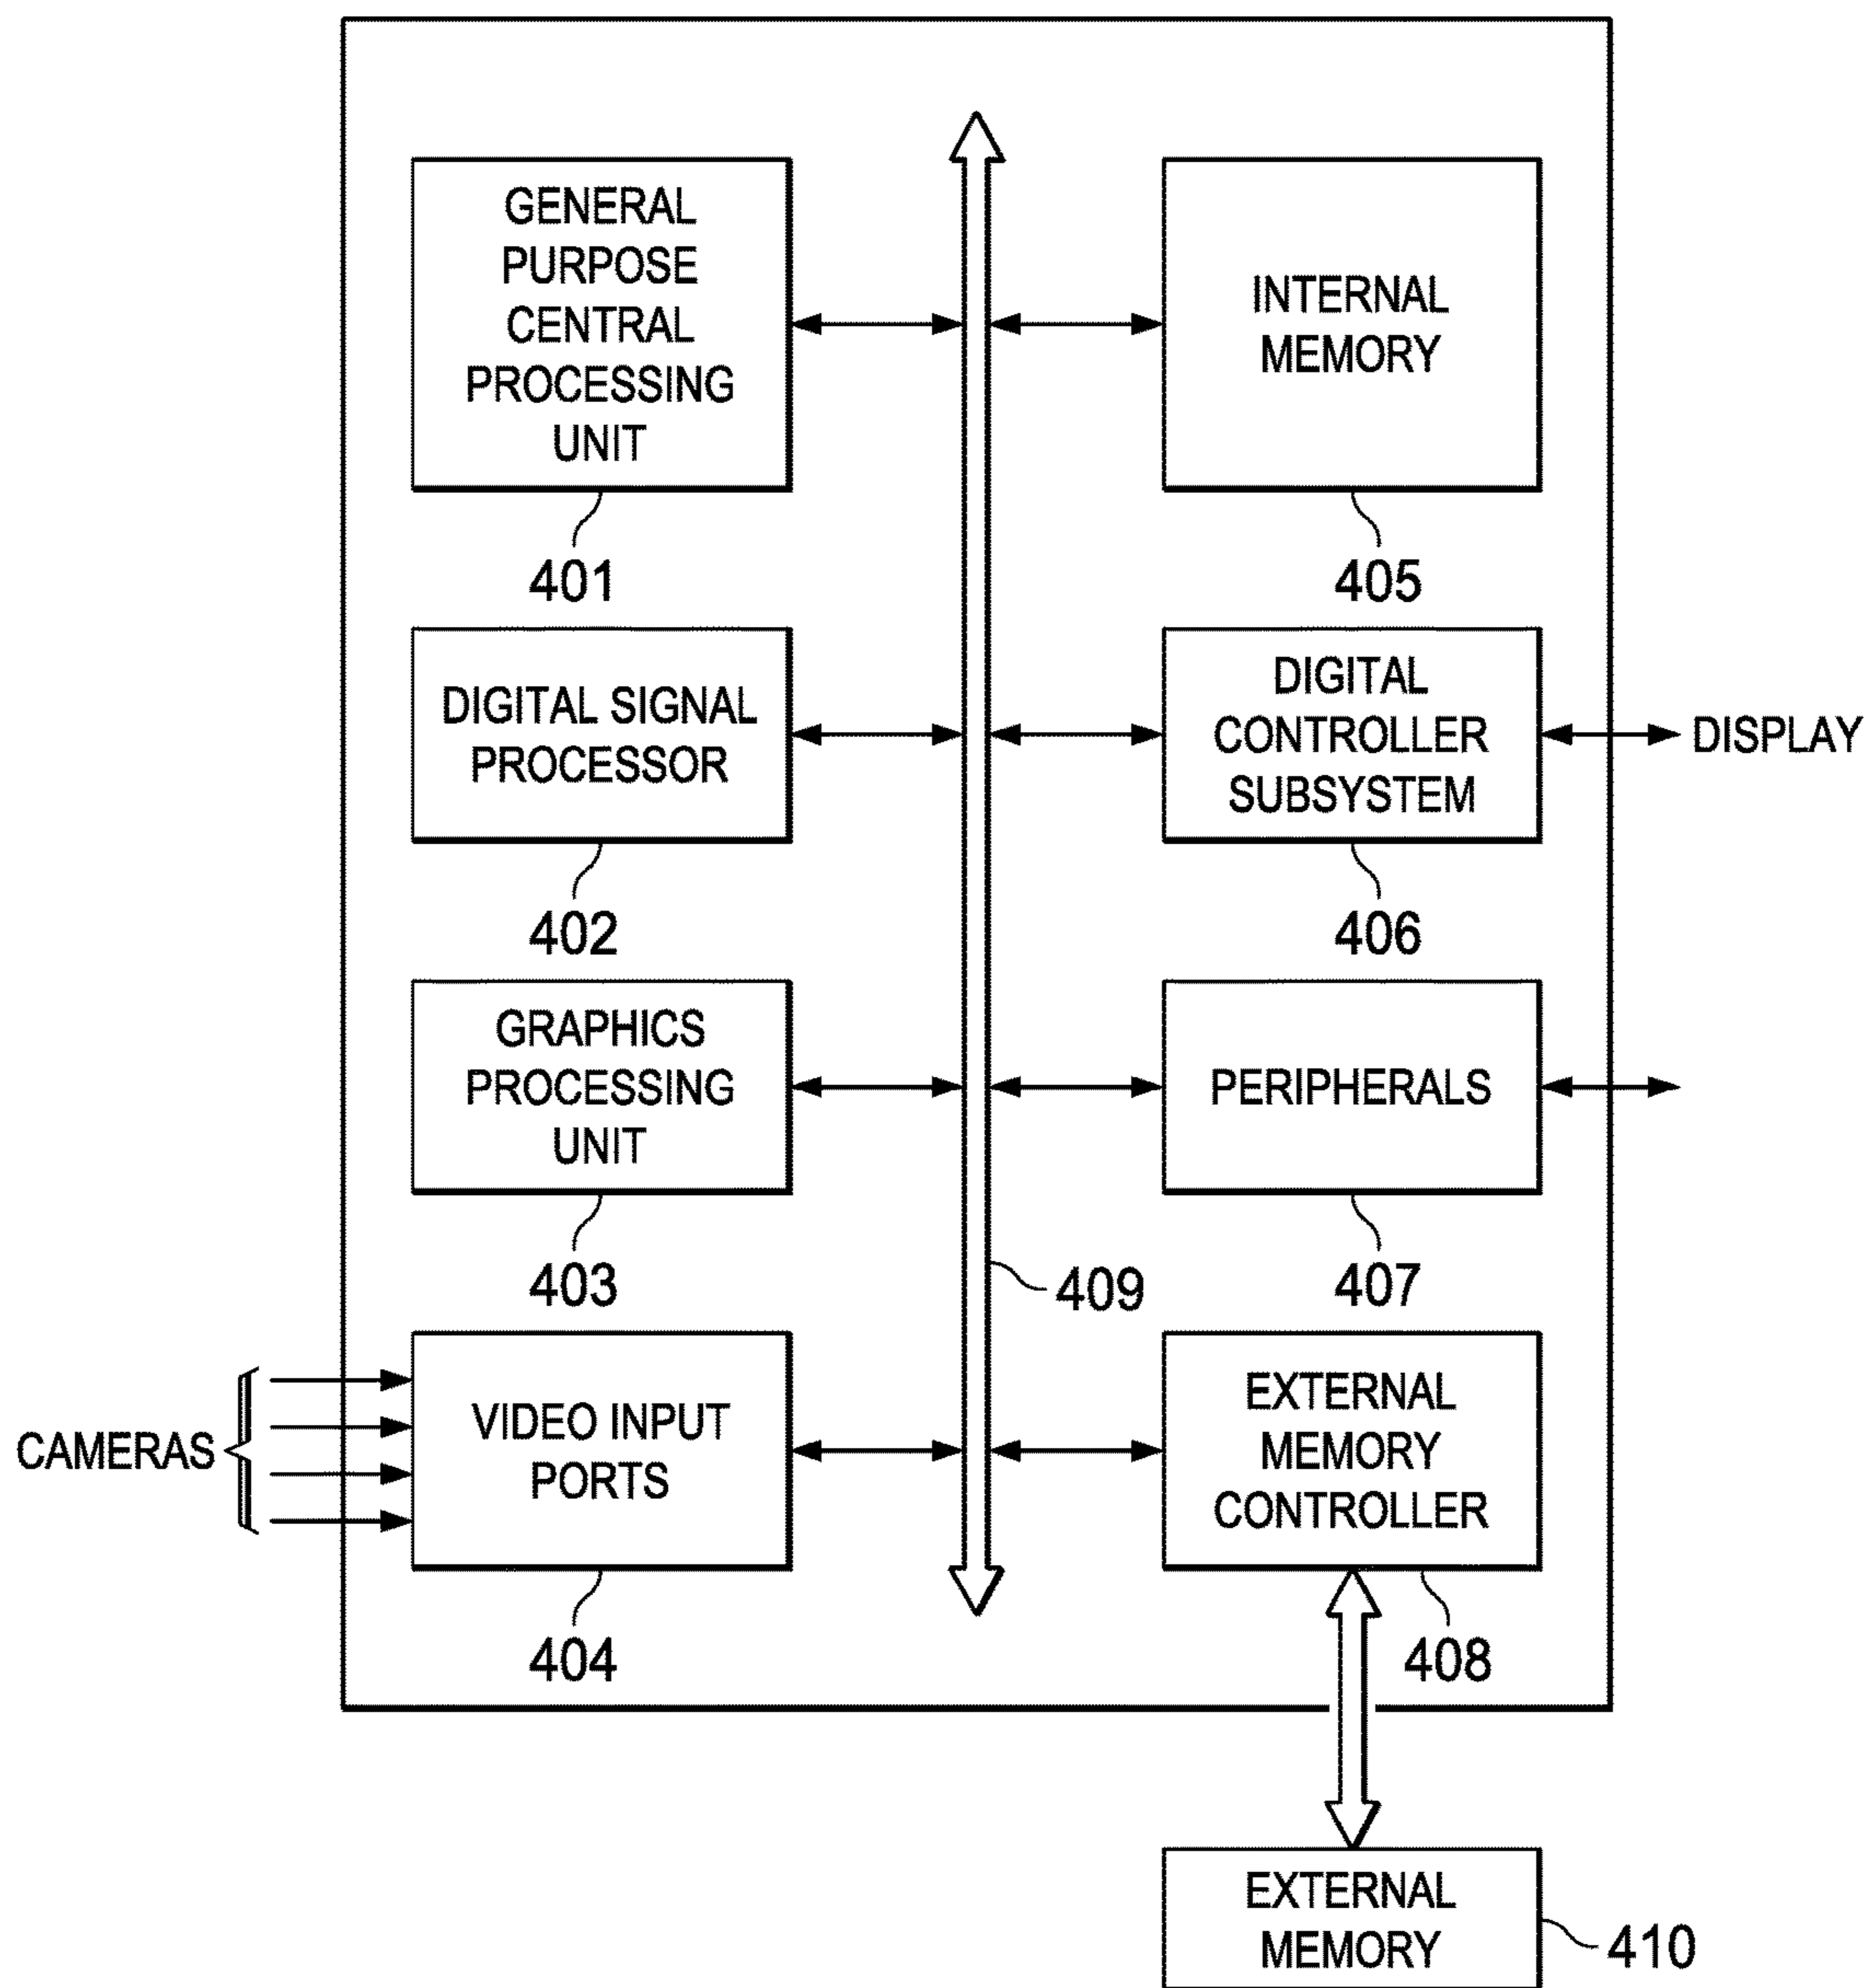 GENERAL
PURPOSE
CENTRAL
PROCESSING
UNIT
401
INTERNAL
MEMORY
405
DIGITAL SIGNAL
PROCESSOR
402
DIGITAL
CONTROLLER
SUBSYSTEM
406
DISPLAY
GRAPHICS
PROCESSING
UNIT
403
PERIPHERALS
407
409
CAMERAS
VIDEO INPUT
PORTS
404
EXTERNAL
MEMORY
CONTROLLER
408
EXTERNAL
MEMORY
410